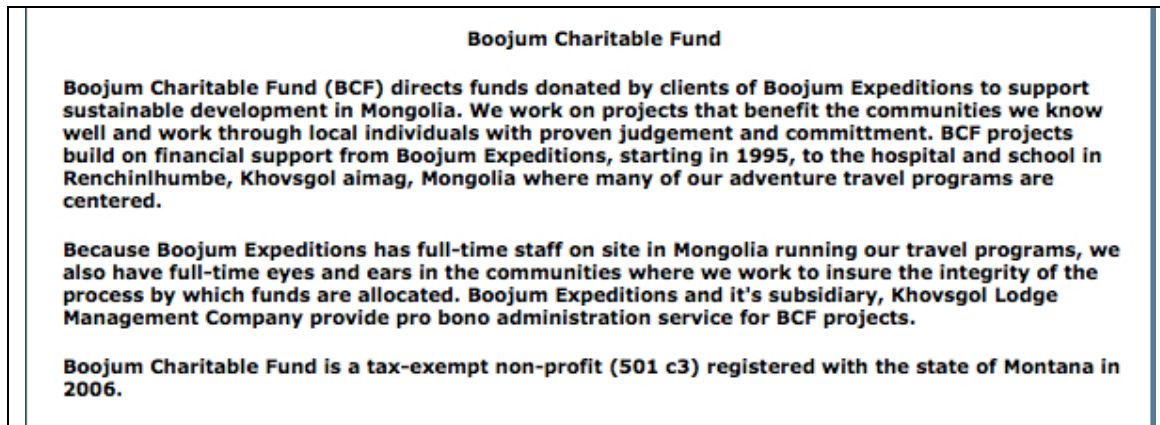 Boojum Charitable Fund
Boojum Charitable Fund (BCF) directs funds donated by clients of Boojum Expeditions to support
sustainable development in Mongolia. We work on projects that benefit the communities we know
well and work through local individuals with proven judgement and committment. BCF projects
build on financial support from Boojum Expeditions, starting in 1995, to the hospital and school in
Renchinlhumbe, Khovsgol aimag, Mongolia where many of our adventure travel programs are
centered.
Because Boojum Expeditions has full-time staff on site in Mongolia running our travel programs, we
also have full-time eyes and ears in the communities where we work to insure the integrity of the
process by which funds are allocated. Boojum Expeditions and it's subsidiary, Khovsgol Lodge
Management Company provide pro bono administration service for BCF projects.
Boojum Charitable Fund is a tax-exempt non-profit (501 c3) registered with the state of Montana in
2006.